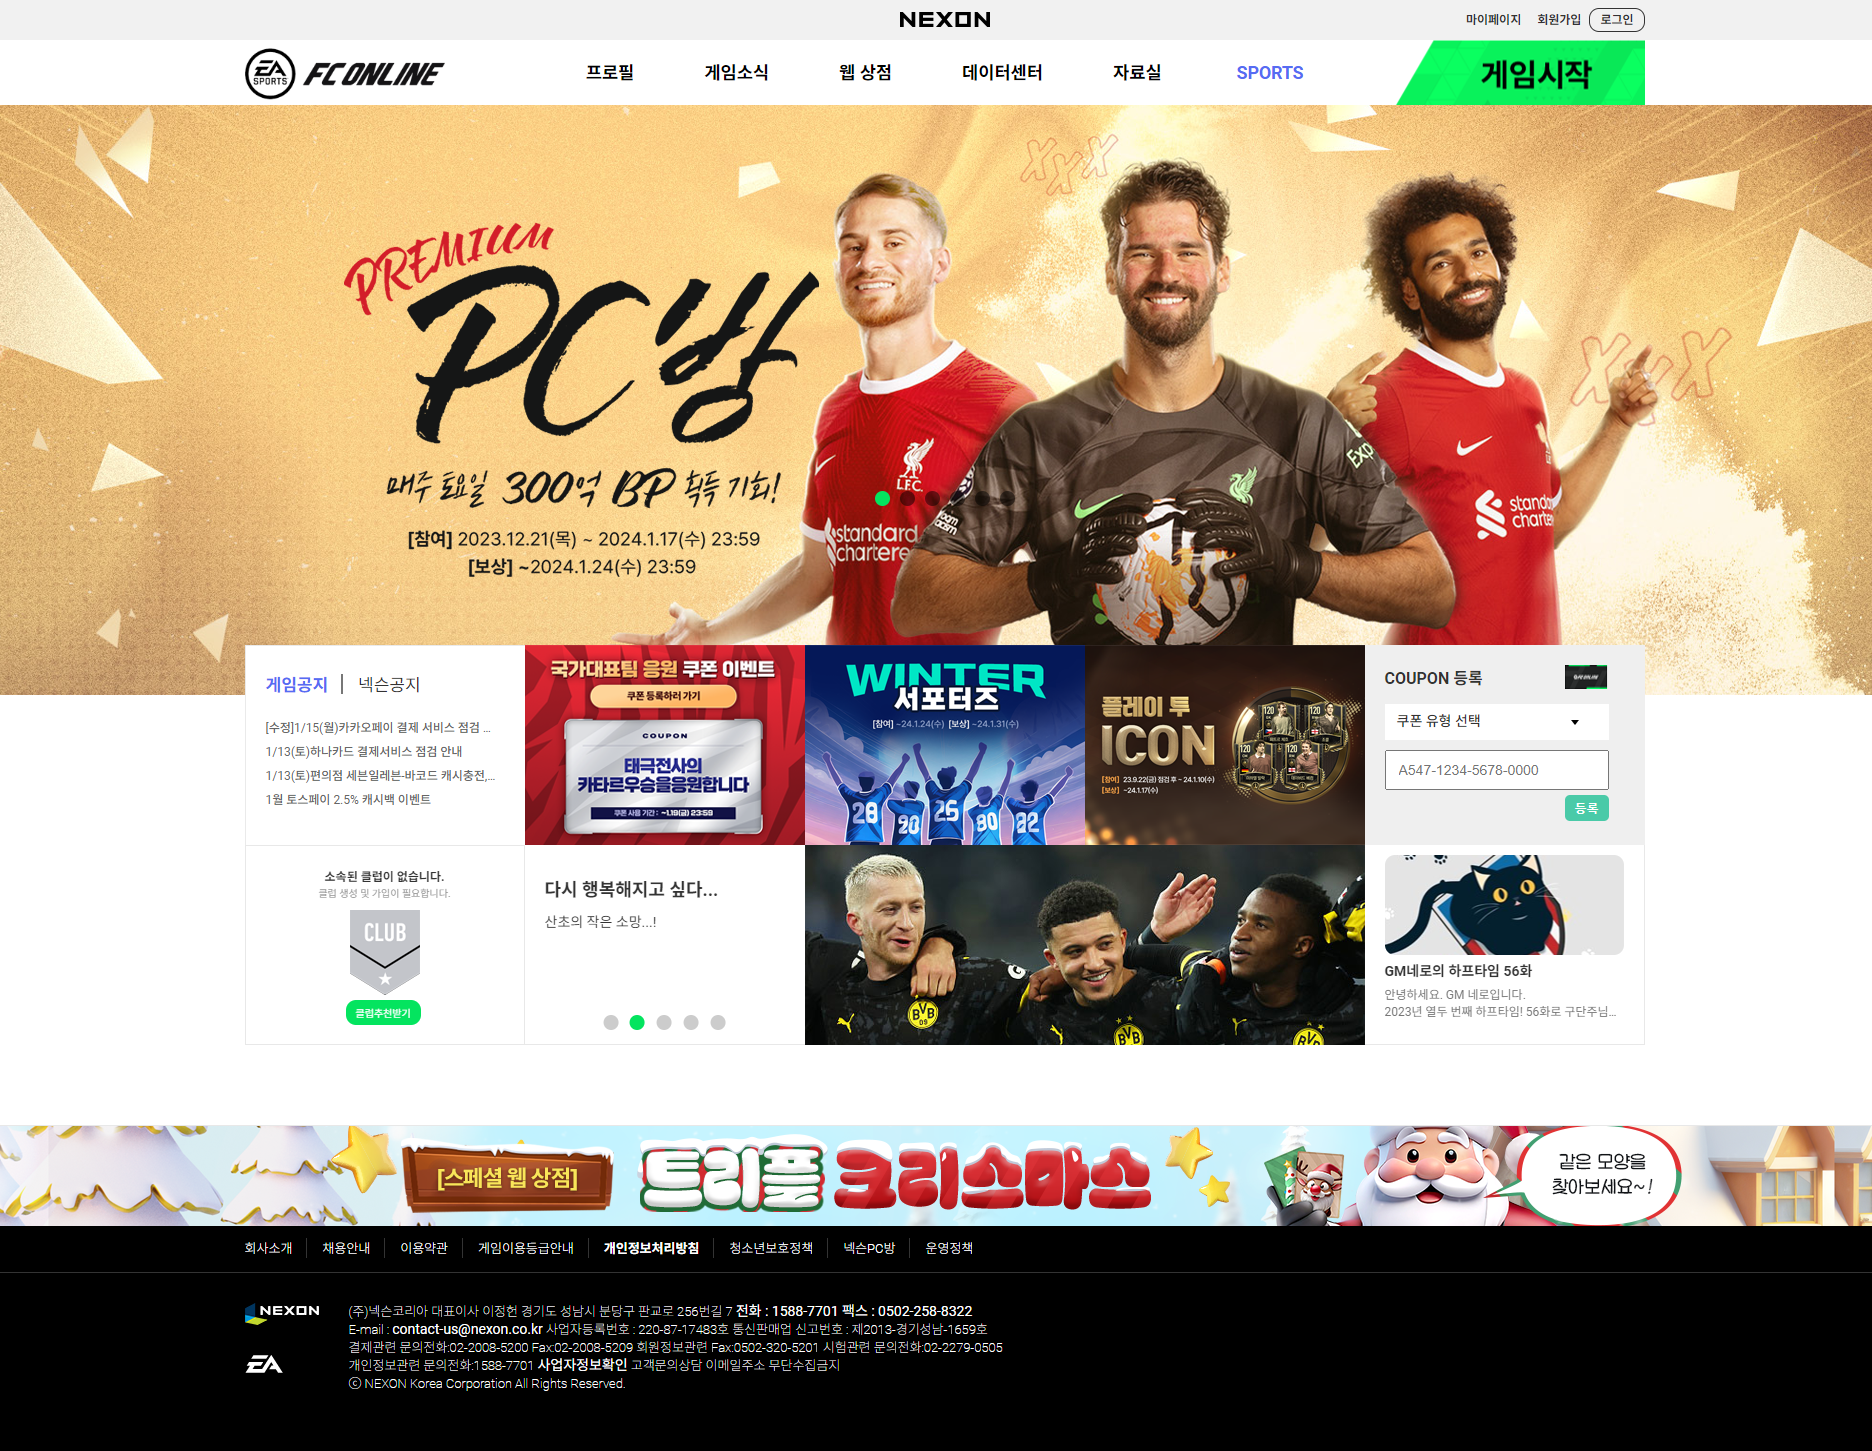 NEXON
마이페이지 회원가입 로그인
EA SPORTS FC ONLINE
프로필 게임소식 웹 상점 데이터센터 자료실 SPORTS 게임시작
PREMIUM
PC방
매주 토요일 300억 BP 획득 기회!
[참여] 2023.12.21(목) ~ 2024.1.17(수) 23:59
[보상] ~2024.1.24(수) 23:59
XYX
XYX
L.F.C.
standard chartered
Exp
standard charte
게임공지 | 넥슨공지
[수정]1/15(월)카카오페이 결제 서비스 점검 ...
1/13(토)하나카드 결제서비스 점검 안내
1/13(토)편의점 세븐일레븐-바코드 캐시충전,...
1월 토스페이 2.5% 캐시백 이벤트
국가대표팀 응원 쿠폰 이벤트
쿠폰 등록하러 가기
COUPON
태극전사의
카타르우승을응원합니다
쿠폰 사용 기간 : ~1.19(금) 23:59
WINTER
서포터즈
[참여] ~24.1.24(수) [보상] ~24.1.31(수)
28 20 25 80 22
플레이 투
ICON
[참여] 23.9.22(금) 점검 후 ~ 24.1.10(수)
[보상] ~24.1.17(수)
120 120
120 120
COUPON 등록
쿠폰 유형 선택
A547-1234-5678-0000
등록
소속된 클럽이 없습니다.
클럽 생성 및 가입이 필요합니다.
CLUB
클럽추천받기
다시 행복해지고 싶다...
산초의 작은 소망...!
BVB 09
BVB
BVB
GM네로의 하프타임 56화
안녕하세요. GM 네로입니다.
2023년 열두 번째 하프타임! 56화로 구단주님...
[스페셜 웹 상점] 트리플 크리스마스
같은 모양을
찾아보세요~!
회사소개 채용안내 이용약관 게임이용등급안내 개인정보처리방침 청소년보호정책 넥슨PC방 운영정책
NEXON
EA
(주)넥슨코리아 대표이사 이정헌 경기도 성남시 분당구 판교로 256번길 7 전화 : 1588-7701 팩스 : 0502-258-8322
E-mail : contact-us@nexon.co.kr 사업자등록번호 : 220-87-17483호 통신판매업 신고번호 : 제2013-경기성남-1659호
결제관련 문의전화:02-2008-5200 Fax:02-2008-5209 회원정보관련 Fax:0502-320-5201 시험관련 문의전화:02-2279-0505
개인정보관련 문의전화:1588-7701 사업자정보확인 고객문의상담 이메일주소 무단수집금지
ⓒ NEXON Korea Corporation All Rights Reserved.